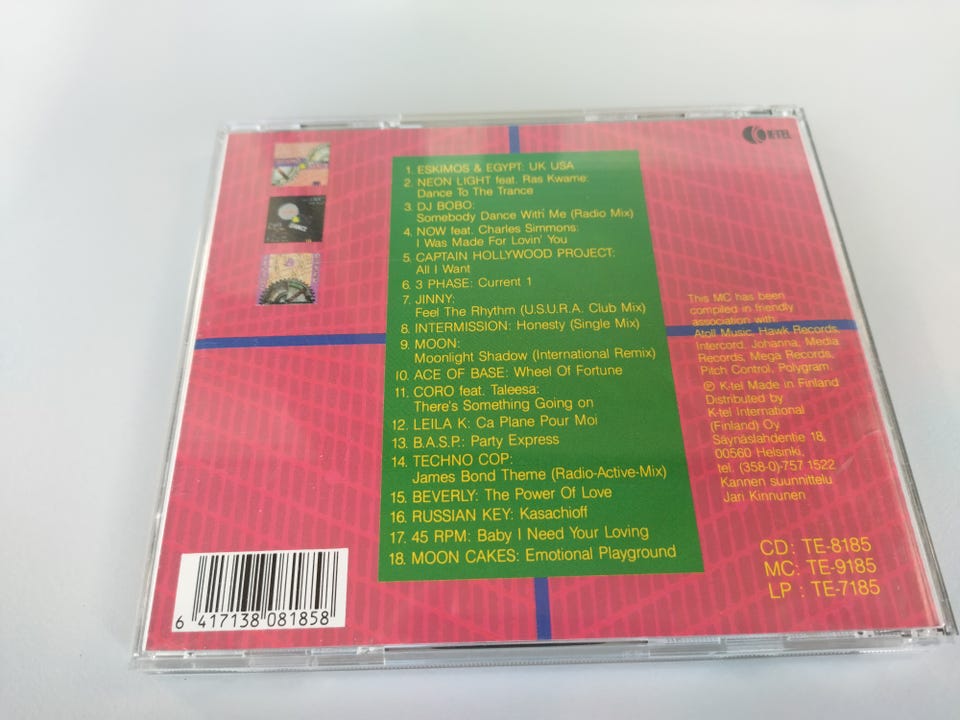 K-TEL
1. ESKIMOS & EGYPT: UK USA
2. NEON LIGHT feat. Ras Kwame:
Dance To The Trance
3. DJ BOBO:
Somebody Dance With Me (Radio Mix)
4. NOW feat. Charles Simmons:
I Was Made For Lovin' You
5. CAPTAIN HOLLYWOOD PROJECT:
All I Want
6. 3 PHASE: Current 1
7. JINNY:
Feel The Rhythm (U.S.U.R.A. Club Mix)
8. INTERMISSION: Honesty (Single Mix)
9. MOON:
Moonlight Shadow (International Remix)
10. ACE OF BASE: Wheel Of Fortune
11. CORO feat. Taleesa:
There's Something Going on
12. LEILA K: Ca Plane Pour Moi
13. B.A.S.P.: Party Express
14. TECHNO COP:
James Bond Theme (Radio-Active-Mix)
15. BEVERLY: The Power Of Love
16. RUSSIAN KEY: Kasachioff
17. 45 RPM: Baby I Need Your Loving
18. MOON CAKES: Emotional Playground
This MC has been
compiled in friendly
association with:
Atoll Music, Hawk Records,
Intercord, Johanna, Media
Records, Mega Records,
Pitch Control, Polygram.
℗ K-tel Made in Finland
Distributed by
K-tel International
(Finland) Oy
Säynäslahdentie 18,
00560 Helsinki,
tel. (358-0)-757 1522
Kannen suunnittelu
Jari Kinnunen
CD: TE-8185
MC: TE-9185
LP : TE-7185
6 417138 081858